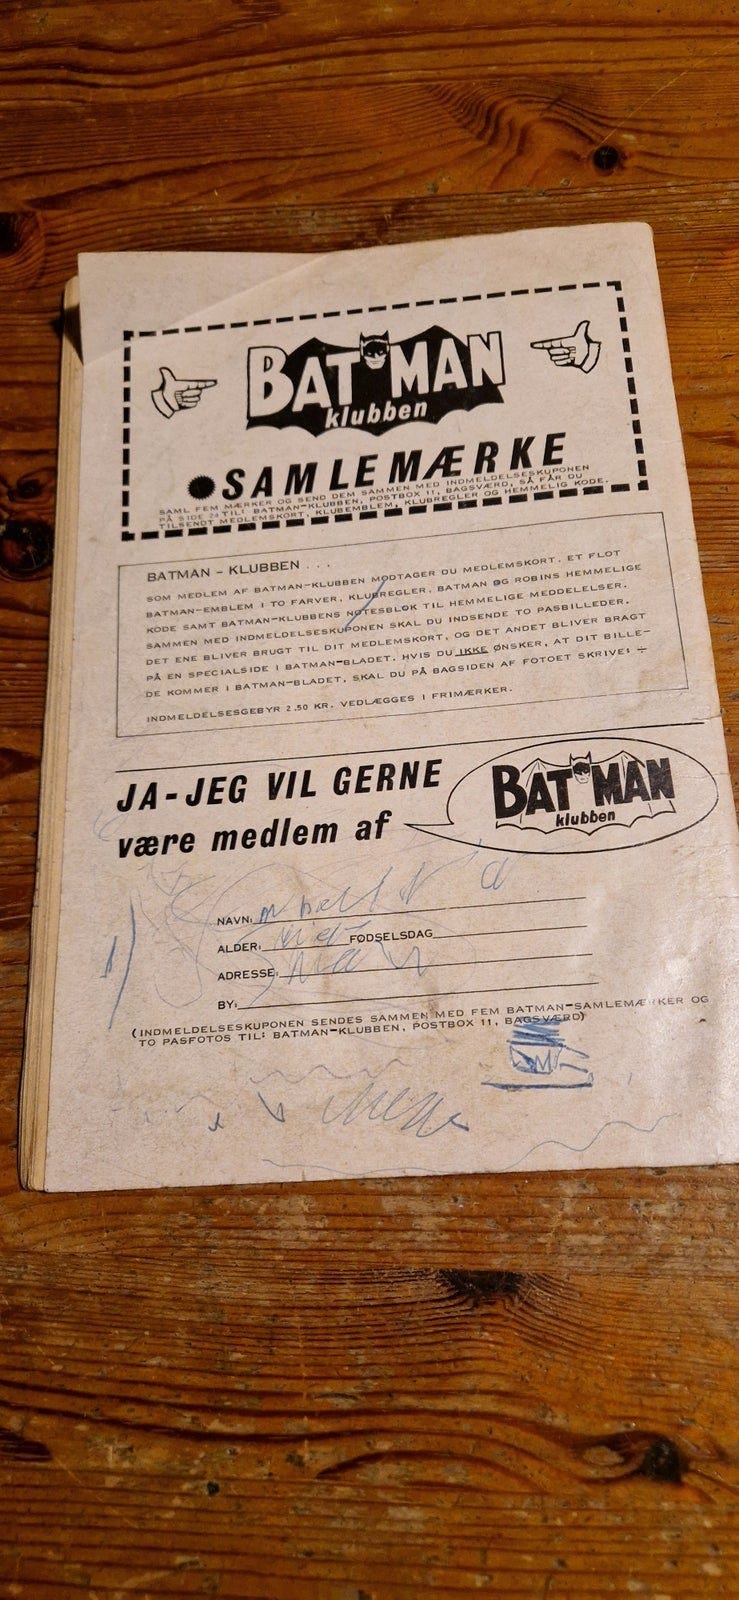 BATMAN
klubben
SAMLEMÆRKE
SAML FEM MÆRKER OG SEND DEM SAMMEN MED INDMELDELSESKUPONEN
PÅ SIDE 24 TIL: BATMAN-KLUBBEN, POSTBOX 11, BAGSVÆRD, SÅ FÅR DU
TILSENDT MEDLEMSKORT, KLUBEMBLEM, KLUBREGLER OG HEMMELIG KODE.
BATMAN – KLUBBEN . . .
SOM MEDLEM AF BATMAN-KLUBBEN MODTAGER DU MEDLEMSKORT, ET FLOT
BATMAN-EMBLEM I TO FARVER, KLUBREGLER, BATMAN OG ROBINS HEMMELIGE
KODE SAMT BATMAN-KLUBBENS NOTESBLOK TIL HEMMELIGE MEDDELELSER.
SAMMEN MED INDMELDELSESKUPONEN SKAL DU INDSENDE TO PASBILLEDER.
DET ENE BLIVER BRUGT TIL DIT MEDLEMSKORT, OG DET ANDET BLIVER BRAGT
PÅ EN SPECIALSIDE I BATMAN-BLADET. HVIS DU IKKE ØNSKER, AT DIT BILLE-
DE KOMMER I BATMAN-BLADET, SKAL DU PÅ BAGSIDEN AF FOTOET SKRIVE: ÷
INDMELDELSESGEBYR 2.50 KR. VEDLÆGGES I FRIMÆRKER.
JA-JEG VIL GERNE
være medlem af
BATMAN
klubben
NAVN:
ALDER: FØDSELSDAG
ADRESSE:
BY:
(INDMELDELSESKUPONEN SENDES SAMMEN MED FEM BATMAN-SAMLEMÆRKER OG
TO PASFOTOS TIL: BATMAN-KLUBBEN, POSTBOX 11, BAGSVÆRD)